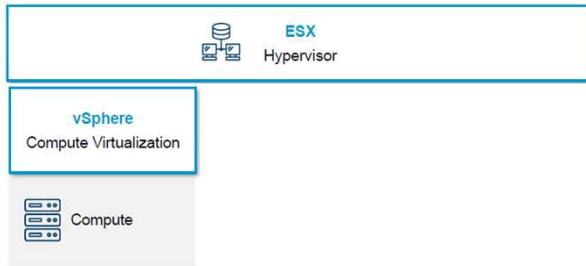 ESX
Hypervisor
vSphere
Compute Virtualization
Compute